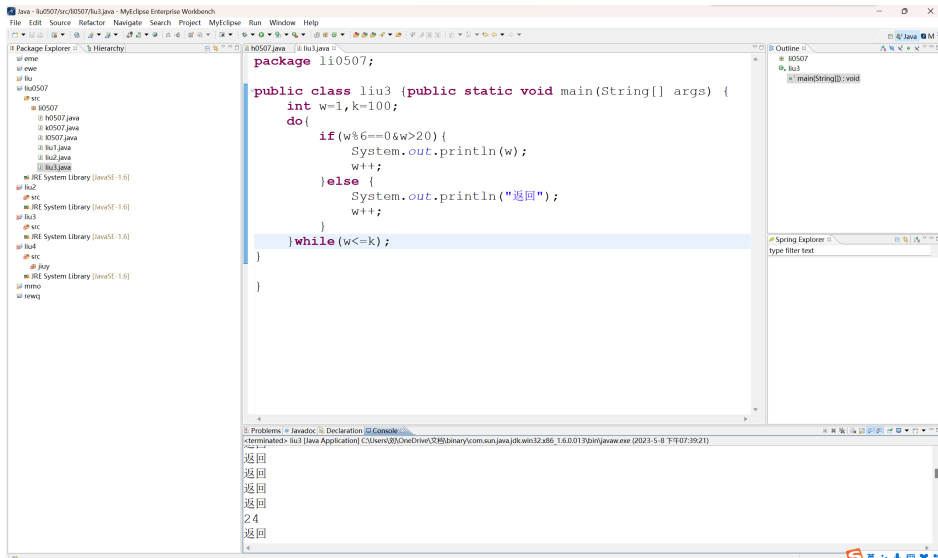 Java - liu0507/src/li0507/liu3.java - MyEclipse Enterprise Workbench
File Edit Source Refactor Navigate Search Project MyEclipse Run Window Help
Java M
Package Explorer Hierarchy
eme
ewe
liu
liu0507
src
li0507
h0507.java
k0507.java
l0507.java
liu1.java
liu2.java
liu3.java
JRE System Library [JavaSE-1.6]
liu2
src
JRE System Library [JavaSE-1.6]
liu3
src
JRE System Library [JavaSE-1.6]
liu4
src
jiuy
JRE System Library [JavaSE-1.6]
mmo
rewq
h0507.java liu3.java
package li0507;
public class liu3 {public static void main(String[] args) {
int w=1,k=100;
do{
if(w%6==0&w>20){
System.out.println(w);
w++;
}else {
System.out.println("返回");
w++;
}
}while(w<=k);
}
}
Outline
li0507
liu3
main(String[]) : void
Spring Explorer
type filter text
Problems Javadoc Declaration Console
<terminated> liu3 [Java Application] C:\Users\刘\OneDrive\文档\binary\com.sun.java.jdk.win32.x86_1.6.0.013\bin\javaw.exe (2023-5-8 下午07:39:21)
返回
返回
返回
返回
24
返回
英